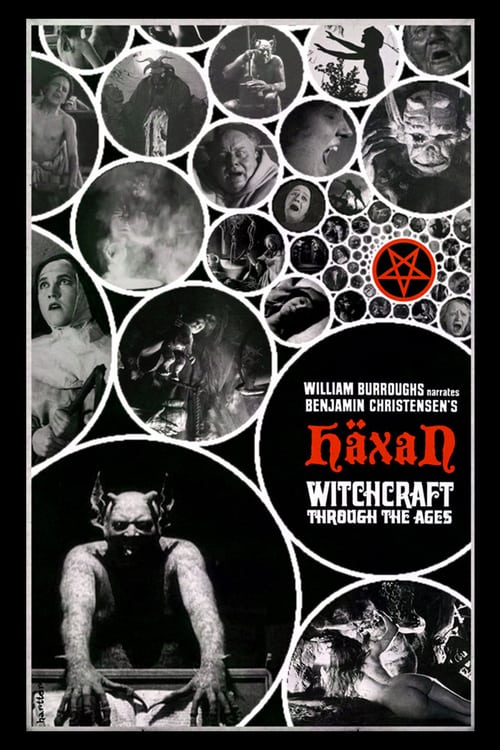 WILLIAM BURROUGHS narrates
BENJAMIN CHRISTENSEN'S
häxan
WITCHCRAFT
THROUGH THE AGES